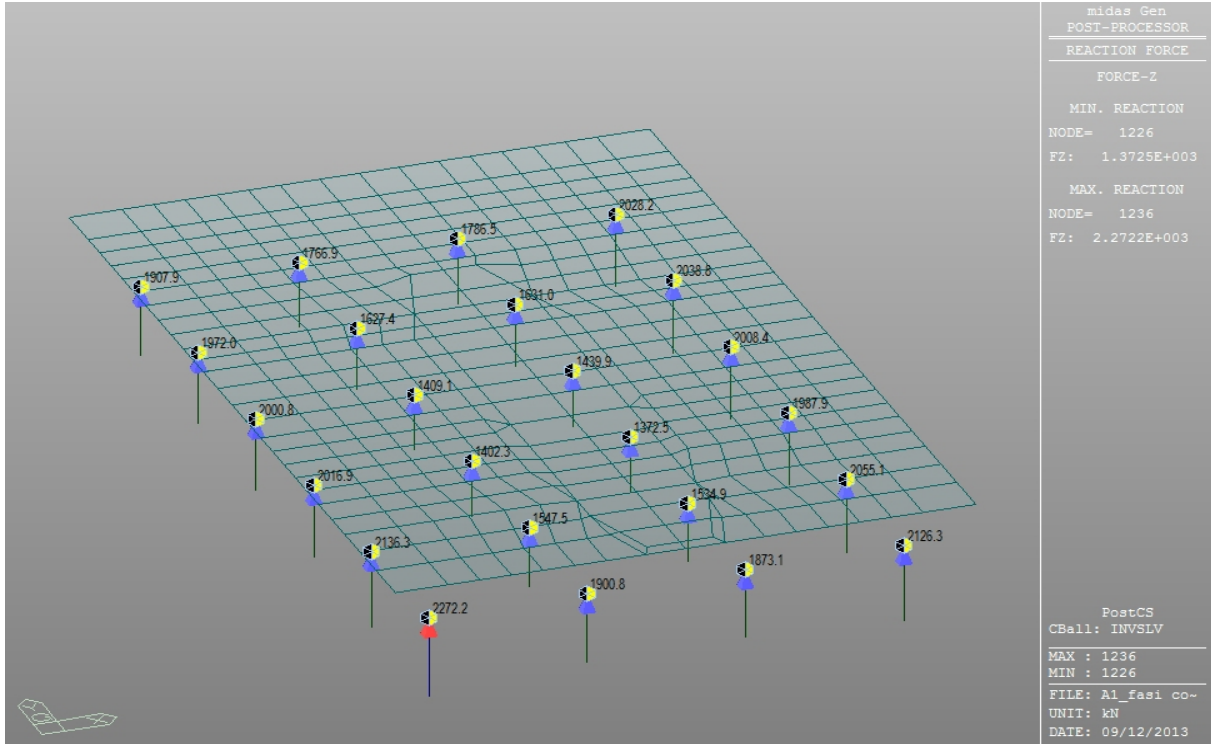 midas Gen
POST-PROCESSOR
REACTION FORCE
FORCE-Z
MIN. REACTION
NODE= 1226
FZ: 1.3725E+003
MAX. REACTION
NODE= 1236
FZ: 2.2722E+003
2028.2
1786.5
1766.9
1907.9
2038.8
1631.0
1627.4
1972.0
2008.4
1439.9
1409.1
2000.8
1987.9
1372.5
1402.3
2016.9
2055.1
1534.9
1547.5
2136.3
2126.3
1873.1
1900.8
2272.2
PostCS
CBall: INVSLV
MAX : 1236
MIN : 1226
FILE: A1_fasi co~
UNIT: kN
DATE: 09/12/2013